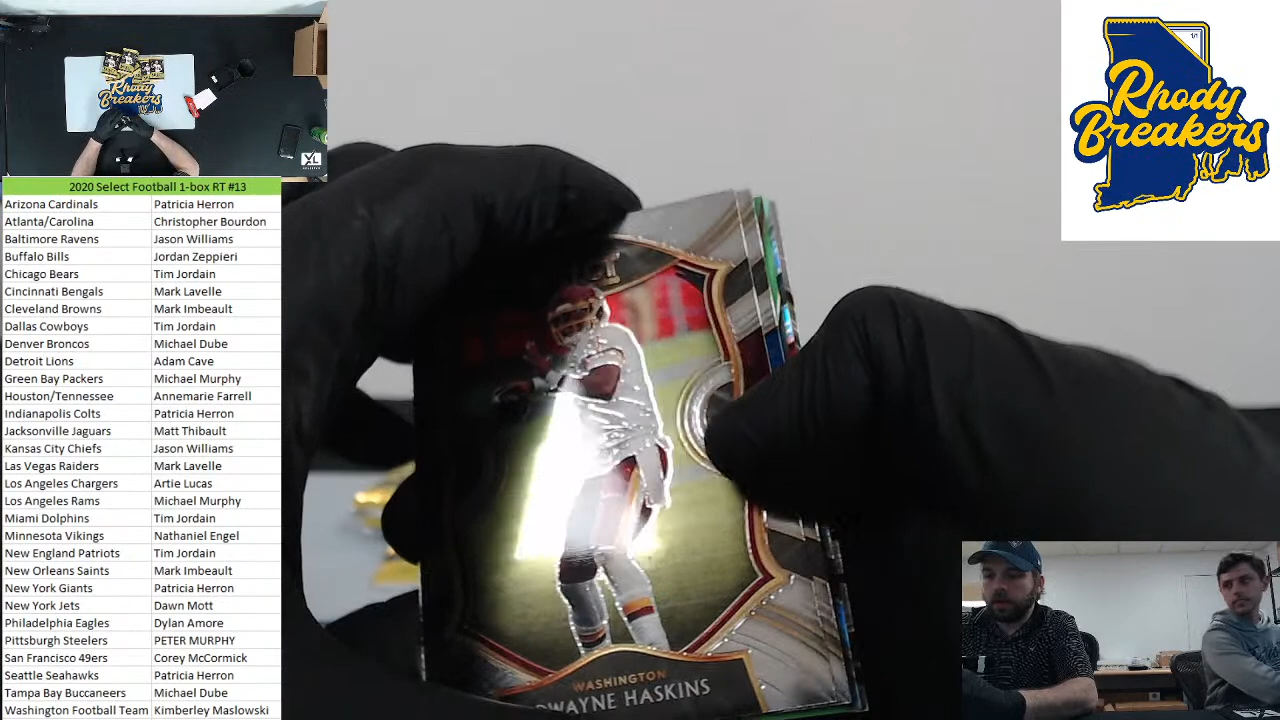 Rhody
Breakers
XL
2020 Select Football 1-box RT #13
Arizona Cardinals Patricia Herron
Atlanta/Carolina Christopher Bourdon
Baltimore Ravens Jason Williams
Buffalo Bills Jordan Zeppieri
Chicago Bears Tim Jordain
Cincinnati Bengals Mark Lavelle
Cleveland Browns Mark Imbeault
Dallas Cowboys Tim Jordain
Denver Broncos Michael Dube
Detroit Lions Adam Cave
Green Bay Packers Michael Murphy
Houston/Tennessee Annemarie Farrell
Indianapolis Colts Patricia Herron
Jacksonville Jaguars Matt Thibault
Kansas City Chiefs Jason Williams
Las Vegas Raiders Mark Lavelle
Los Angeles Chargers Artie Lucas
Los Angeles Rams Michael Murphy
Miami Dolphins Tim Jordain
Minnesota Vikings Nathaniel Engel
New England Patriots Tim Jordain
New Orleans Saints Mark Imbeault
New York Giants Patricia Herron
New York Jets Dawn Mott
Philadelphia Eagles Dylan Amore
Pittsburgh Steelers PETER MURPHY
San Francisco 49ers Corey McCormick
Seattle Seahawks Patricia Herron
Tampa Bay Buccaneers Michael Dube
Washington Football Team Kimberley Maslowski
WASHINGTON
DWAYNE HASKINS
1/1
Rhody
Breakers